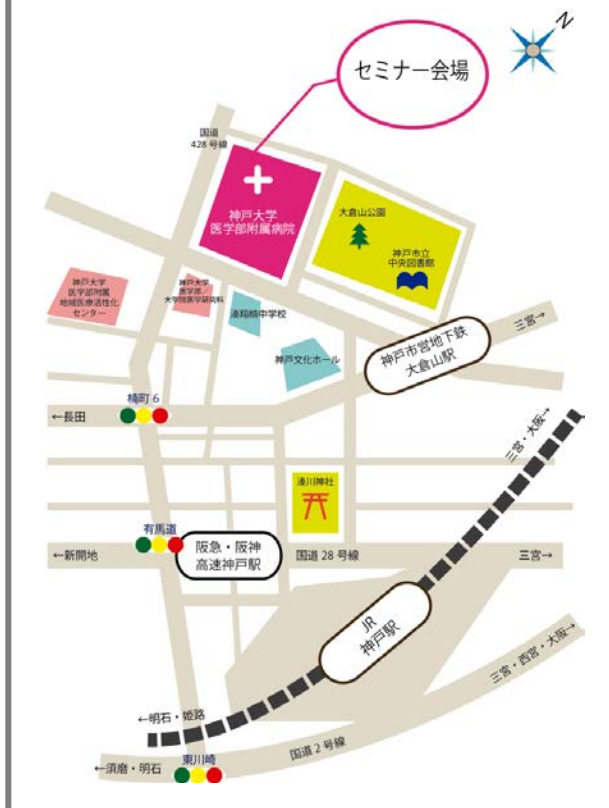 N
セミナー会場
国道
428号線
神戸大学
医学部附属病院
大倉山公園
神戸市立
中央図書館
神戸大学
医学部附属
地域医療活性化
センター
神戸大学
医学部/
大学院医学研究科
湊翔楠中学校
神戸文化ホール
神戸市営地下鉄
大倉山駅
三宮→
楠町6
←長田
三宮・大阪→
湊川神社
有馬道
←新開地
阪急・阪神
高速神戸駅
国道28号線
三宮→
JR
神戸駅
三宮・西宮・大阪→
←明石・姫路
国道2号線
東川崎
←須磨・明石